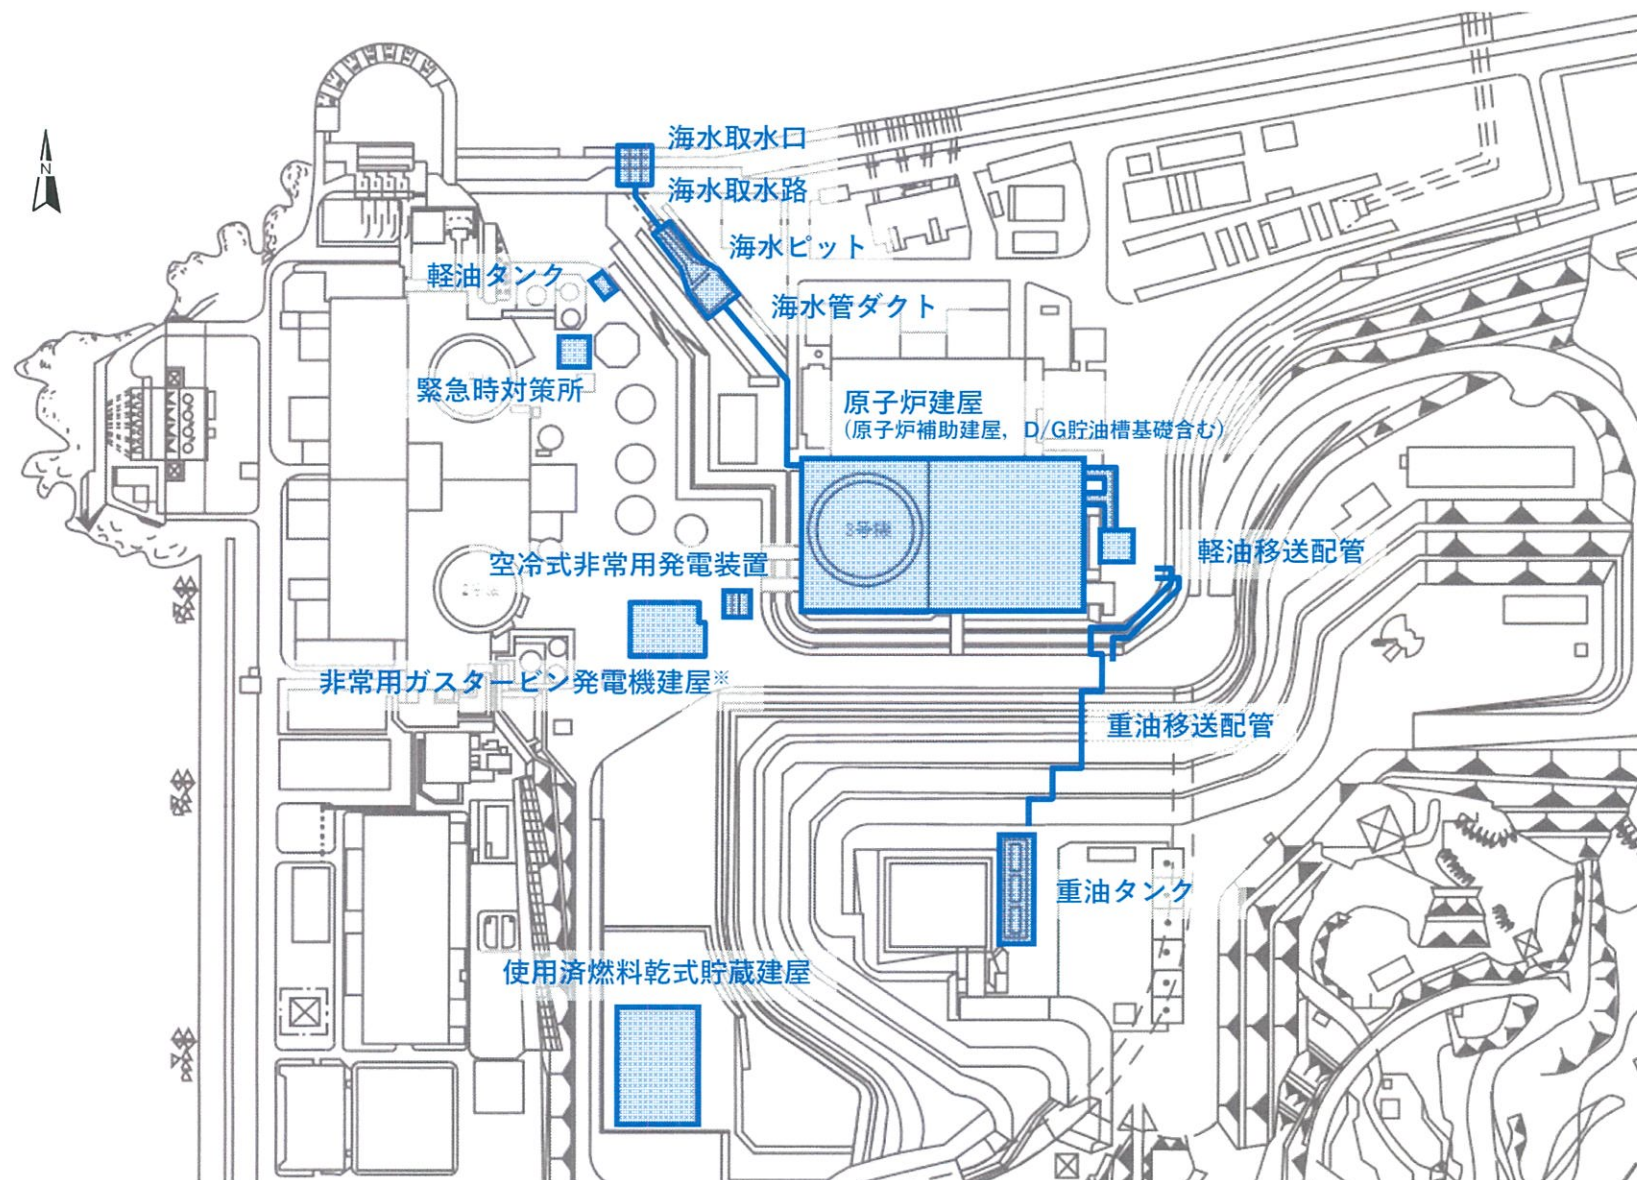 N
海水取水口
海水取水路
海水ピット
軽油タンク
海水管ダクト
緊急時対策所
原子炉建屋
(原子炉補助建屋, D/G貯油槽基礎含む)
3号機
軽油移送配管
空冷式非常用発電装置
非常用ガスタービン発電機建屋※
重油移送配管
重油タンク
使用済燃料乾式貯蔵建屋